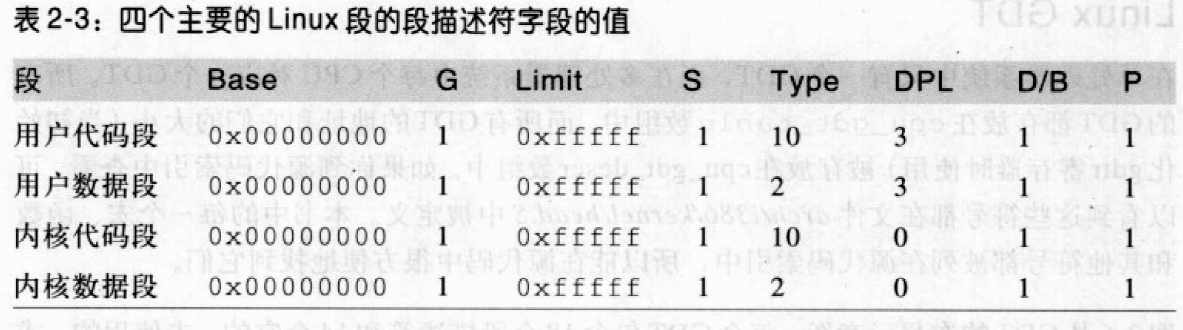 表 2-3：四个主要的 Linux 段的段描述符字段的值
段 Base G Limit S Type DPL D/B P
用户代码段 0x00000000 1 0xfffff 1 10 3 1 1
用户数据段 0x00000000 1 0xfffff 1 2 3 1 1
内核代码段 0x00000000 1 0xfffff 1 10 0 1 1
内核数据段 0x00000000 1 0xfffff 1 2 0 1 1